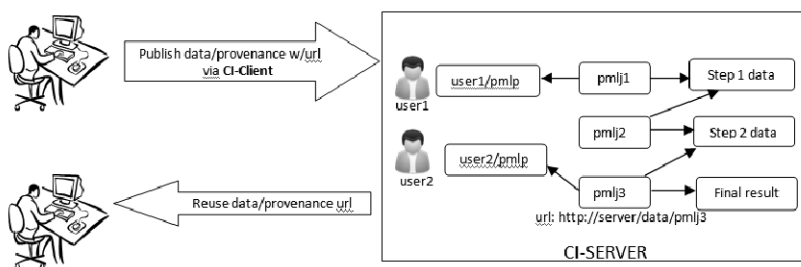 Publish data/provenance w/url
via CI-Client
user1
user1/pmlp
pmlj1
Step 1 data
pmlj2
Step 2 data
user2
user2/pmlp
pmlj3
Final result
url: http://server/data/pmlj3
Reuse data/provenance url
CI-SERVER